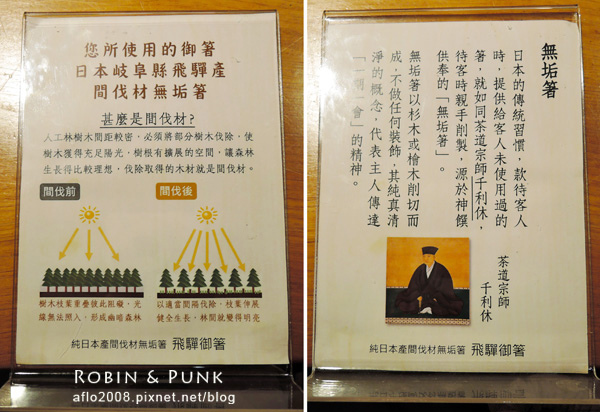 您所使用的御箸
日本岐阜縣飛驒產
間伐材無垢箸
甚麼是間伐材?
人工林樹木間距較密，必須將部分樹木伐除，使
樹木獲得充足陽光，樹根有擴展的空間，讓森林
生長得比較理想，伐除取得的木材就是間伐材。
間伐前
間伐後
樹木枝葉重疊彼此阻礙，光
線無法照入，形成幽暗森林
以適當間隔伐除，枝葉伸展
健全生長，林間就變得明亮
純日本產間伐材無垢箸 飛驒御箸
ROBIN & PUNK
aflo2008.pixnet.net/blog
無垢箸
日本的傳統習慣，款待客人
時，提供給客人未使用過的
箸，就如同茶道宗師千利休，
待客時親手削製，源於神饌
供奉的「無垢箸」。
無垢箸以杉木或檜木削切而
成，不做任何裝飾，其純真清
淨的概念，代表主人傳達
「一期一會」的精神。
茶道宗師
千利休
純日本產間伐材無垢箸 飛驒御箸